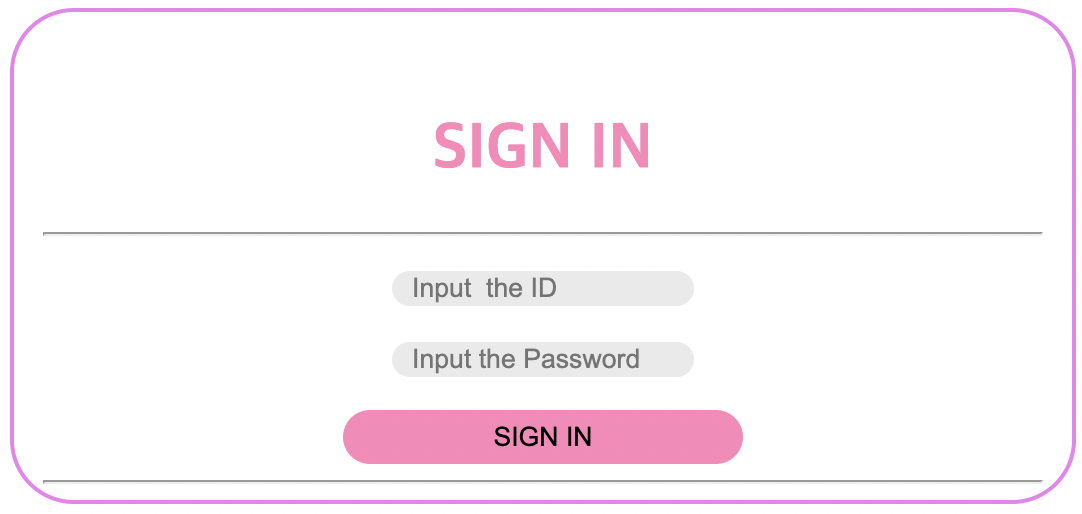 SIGN IN
Input  the ID
Input the Password
SIGN IN